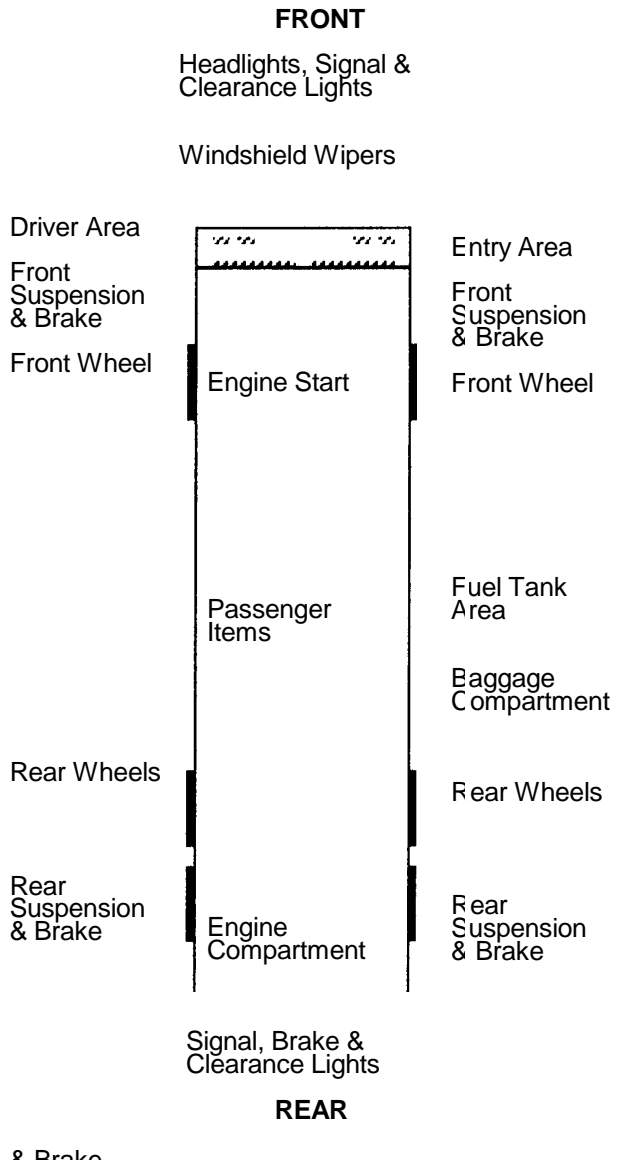 FRONT
Headlights, Signal &
Clearance Lights
Windshield Wipers
Driver Area
Entry Area
Front
Suspension
& Brake
Front
Suspension
& Brake
Front Wheel
Engine Start
Front Wheel
Passenger
Items
Fuel Tank
Area
Baggage
Compartment
Rear Wheels
Rear Wheels
Rear
Suspension
& Brake
Engine
Compartment
Rear
Suspension
& Brake
Signal, Brake &
Clearance Lights
REAR
& Brake